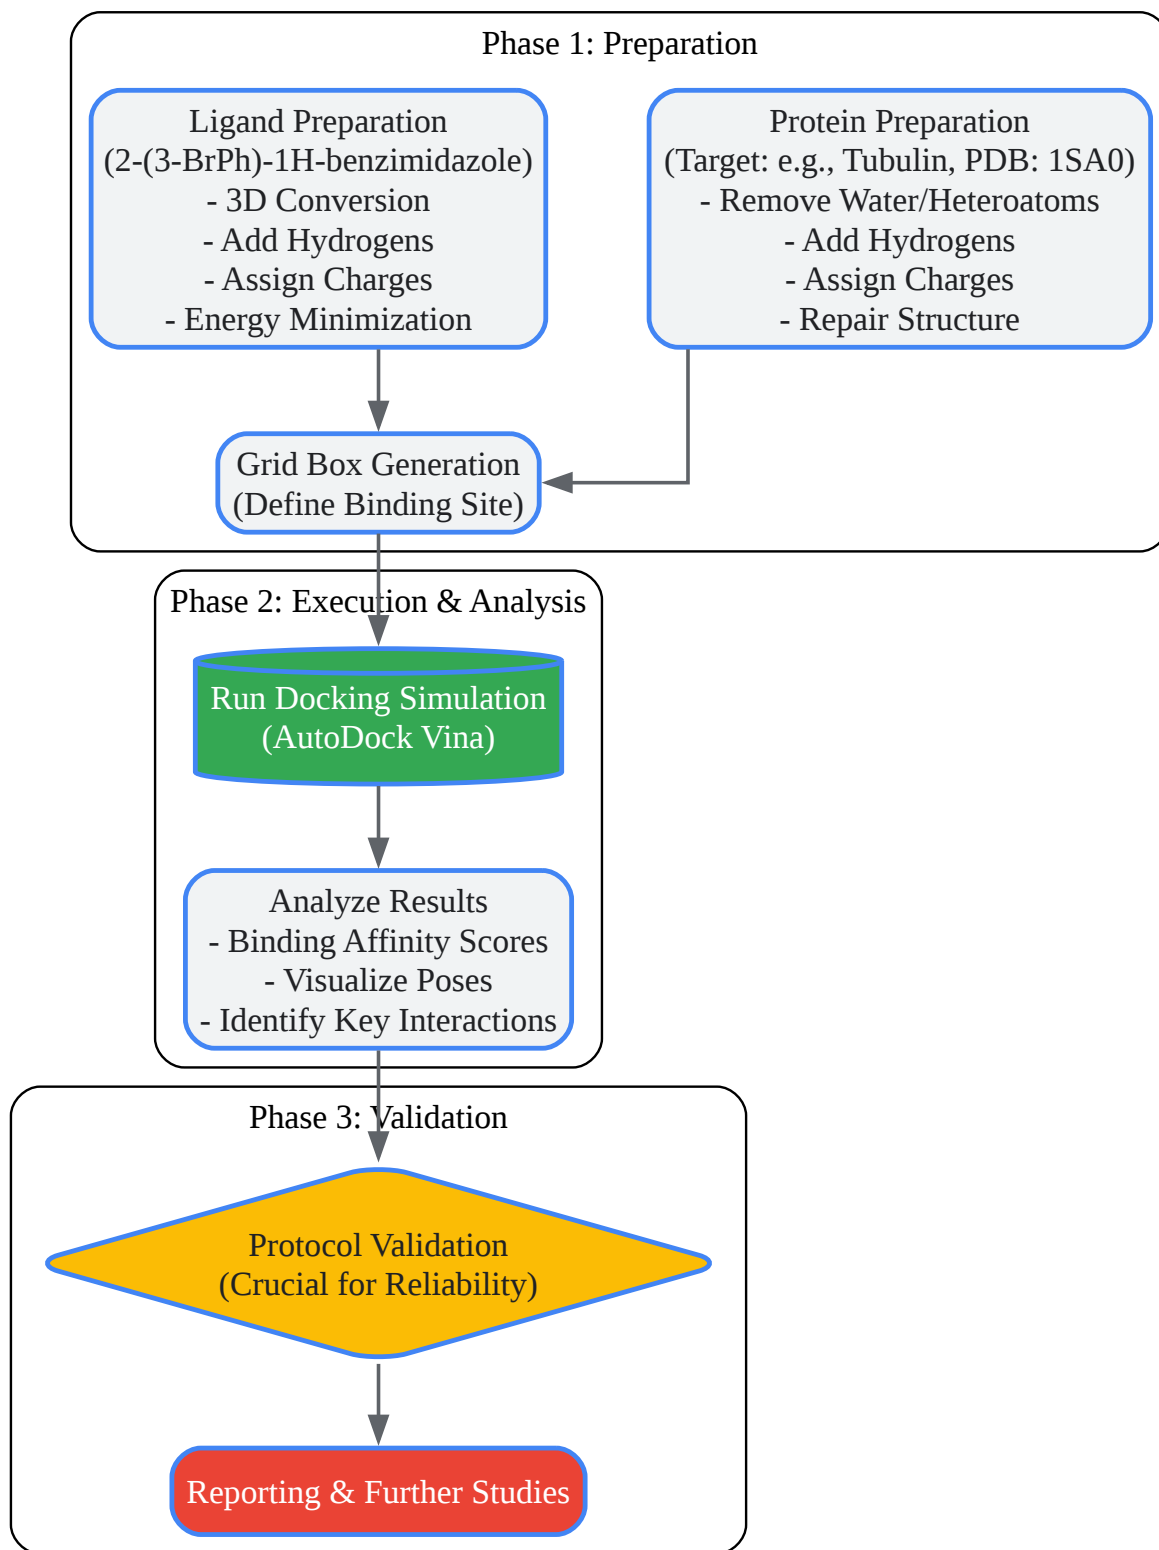 Phase 1: Preparation
Ligand Preparation
(2-(3-BrPh)-1H-benzimidazole)
- 3D Conversion
- Add Hydrogens
- Assign Charges
- Energy Minimization
Protein Preparation
(Target: e.g., Tubulin, PDB: 1SA0)
- Remove Water/Heteroatoms
- Add Hydrogens
- Assign Charges
- Repair Structure
Grid Box Generation
(Define Binding Site)
Phase 2: Execution & Analysis
Run Docking Simulation
(AutoDock Vina)
Analyze Results
- Binding Affinity Scores
- Visualize Poses
- Identify Key Interactions
Phase 3: Validation
Protocol Validation
(Crucial for Reliability)
Reporting & Further Studies